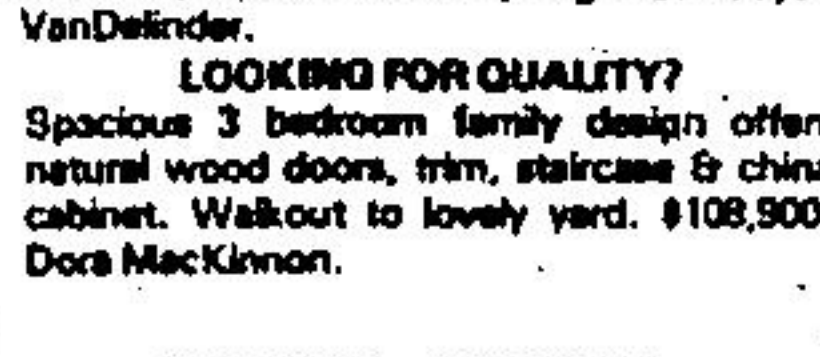 VanDelinder.
LOOKING FOR QUALITY?
Spacious 3 bedroom family design offers
natural wood doors, trim, staircase & china
cabinet. Walkout to lovely yard. $108,900
Dora MacKinnon.